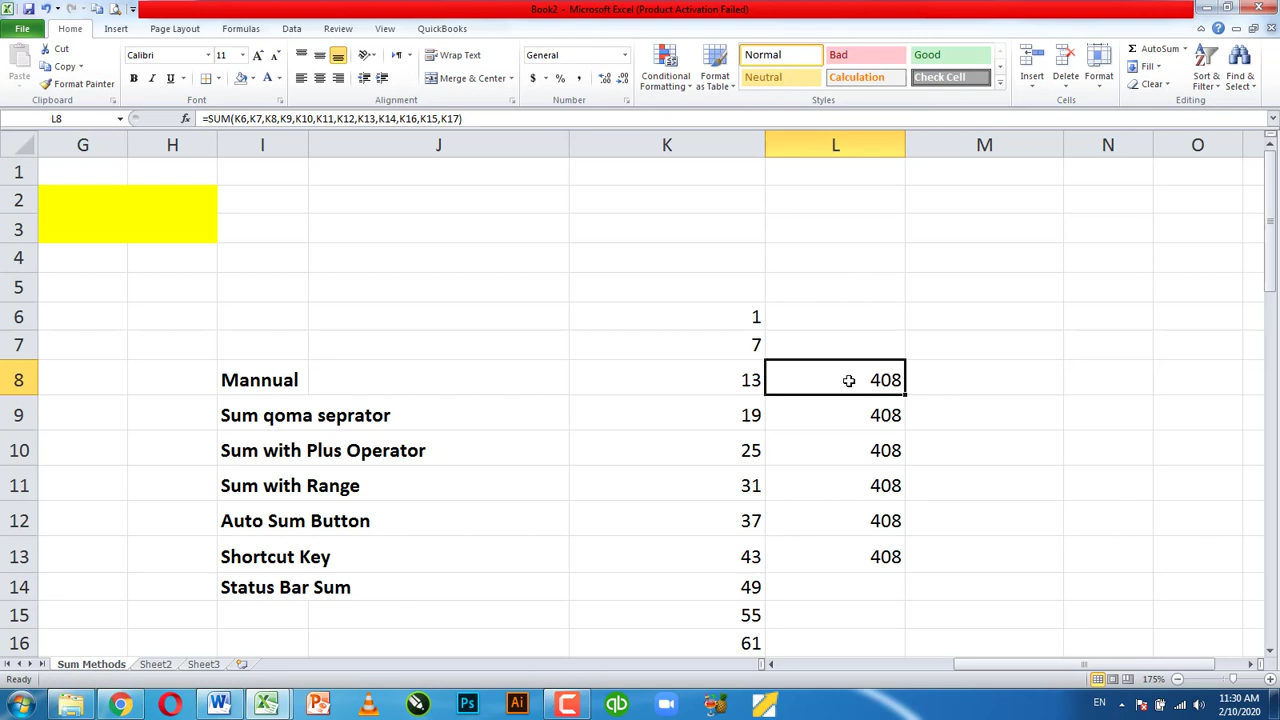 Book2 - Microsoft Excel (Product Activation Failed)
File Home Insert Page Layout Formulas Data Review View QuickBooks
Paste
Cut
Copy
Format Painter
Clipboard
Calibri 11
B I U
Font
Wrap Text
Merge & Center
Alignment
General
$ % ,
Number
Conditional Formatting
Format as Table
Normal Bad Good
Neutral Calculation Check Cell
Styles
Insert Delete Format
Cells
Σ AutoSum
Fill
Clear
Sort & Filter
Find & Select
Editing
L8 fx =SUM(K6,K7,K8,K9,K10,K11,K12,K13,K14,K16,K15,K17)
G H I J K L M N O
1
2
3
4
5
6 1
7 7
8 Mannual 13 408
9 Sum qoma seprator 19 408
10 Sum with Plus Operator 25 408
11 Sum with Range 31 408
12 Auto Sum Button 37 408
13 Shortcut Key 43 408
14 Status Bar Sum 49
15 55
16 61
Sum Methods Sheet2 Sheet3
Ready 175%
EN 11:30 AM
2/10/2020